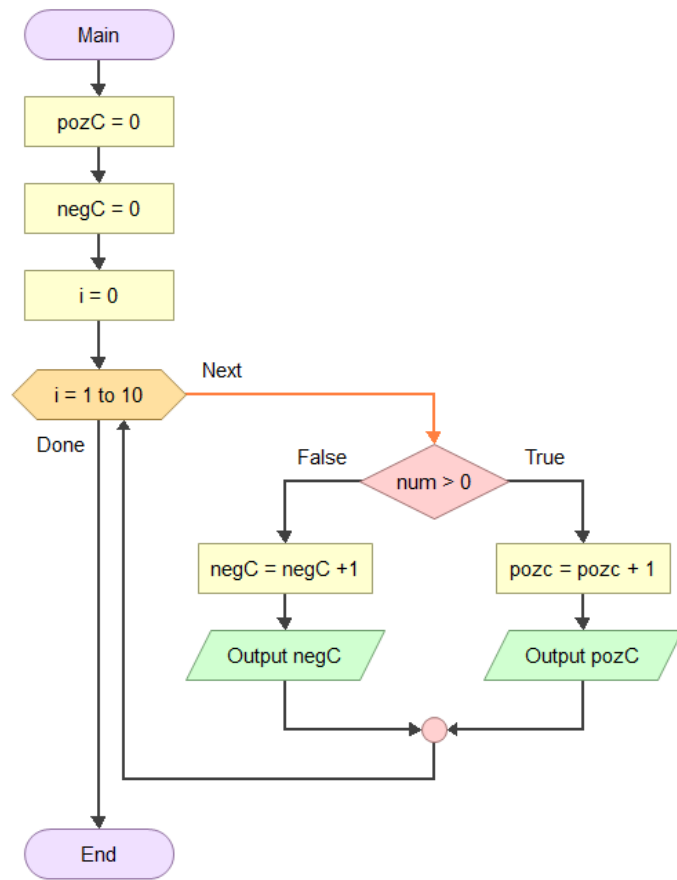 Main
pozC = 0
negC = 0
i = 0
i = 1 to 10
Next
Done
False
True
num > 0
negC = negC +1
pozc = pozc + 1
Output negC
Output pozC
End